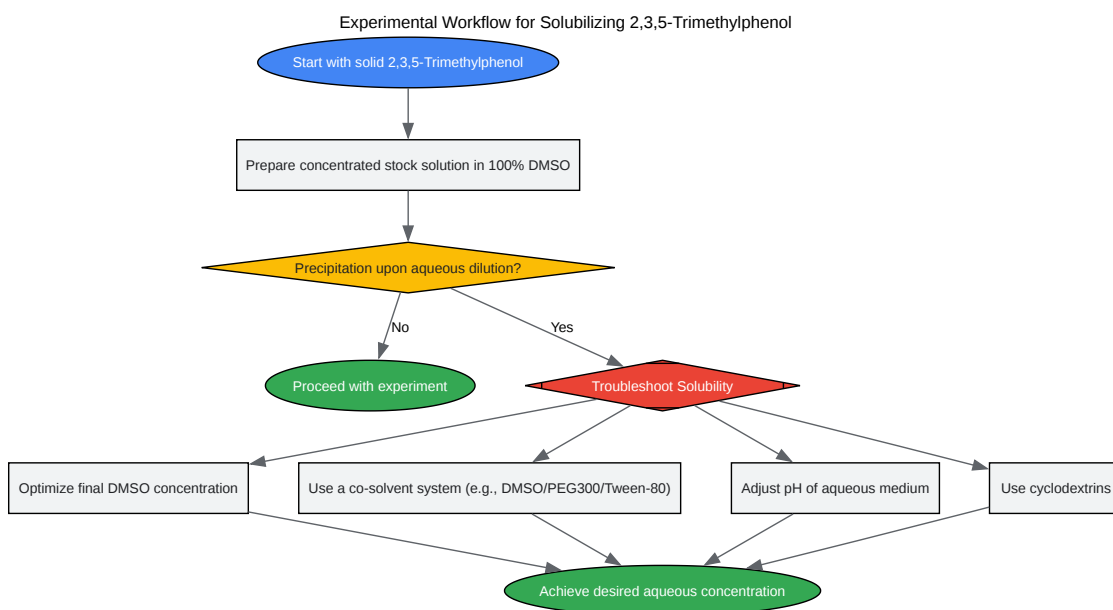 Experimental Workflow for Solubilizing 2,3,5-Trimethylphenol
Start with solid 2,3,5-Trimethylphenol
Prepare concentrated stock solution in 100% DMSO
Precipitation upon aqueous dilution?
No
Yes
Proceed with experiment
Troubleshoot Solubility
Optimize final DMSO concentration
Use a co-solvent system (e.g., DMSO/PEG300/Tween-80)
Adjust pH of aqueous medium
Use cyclodextrins
Achieve desired aqueous concentration